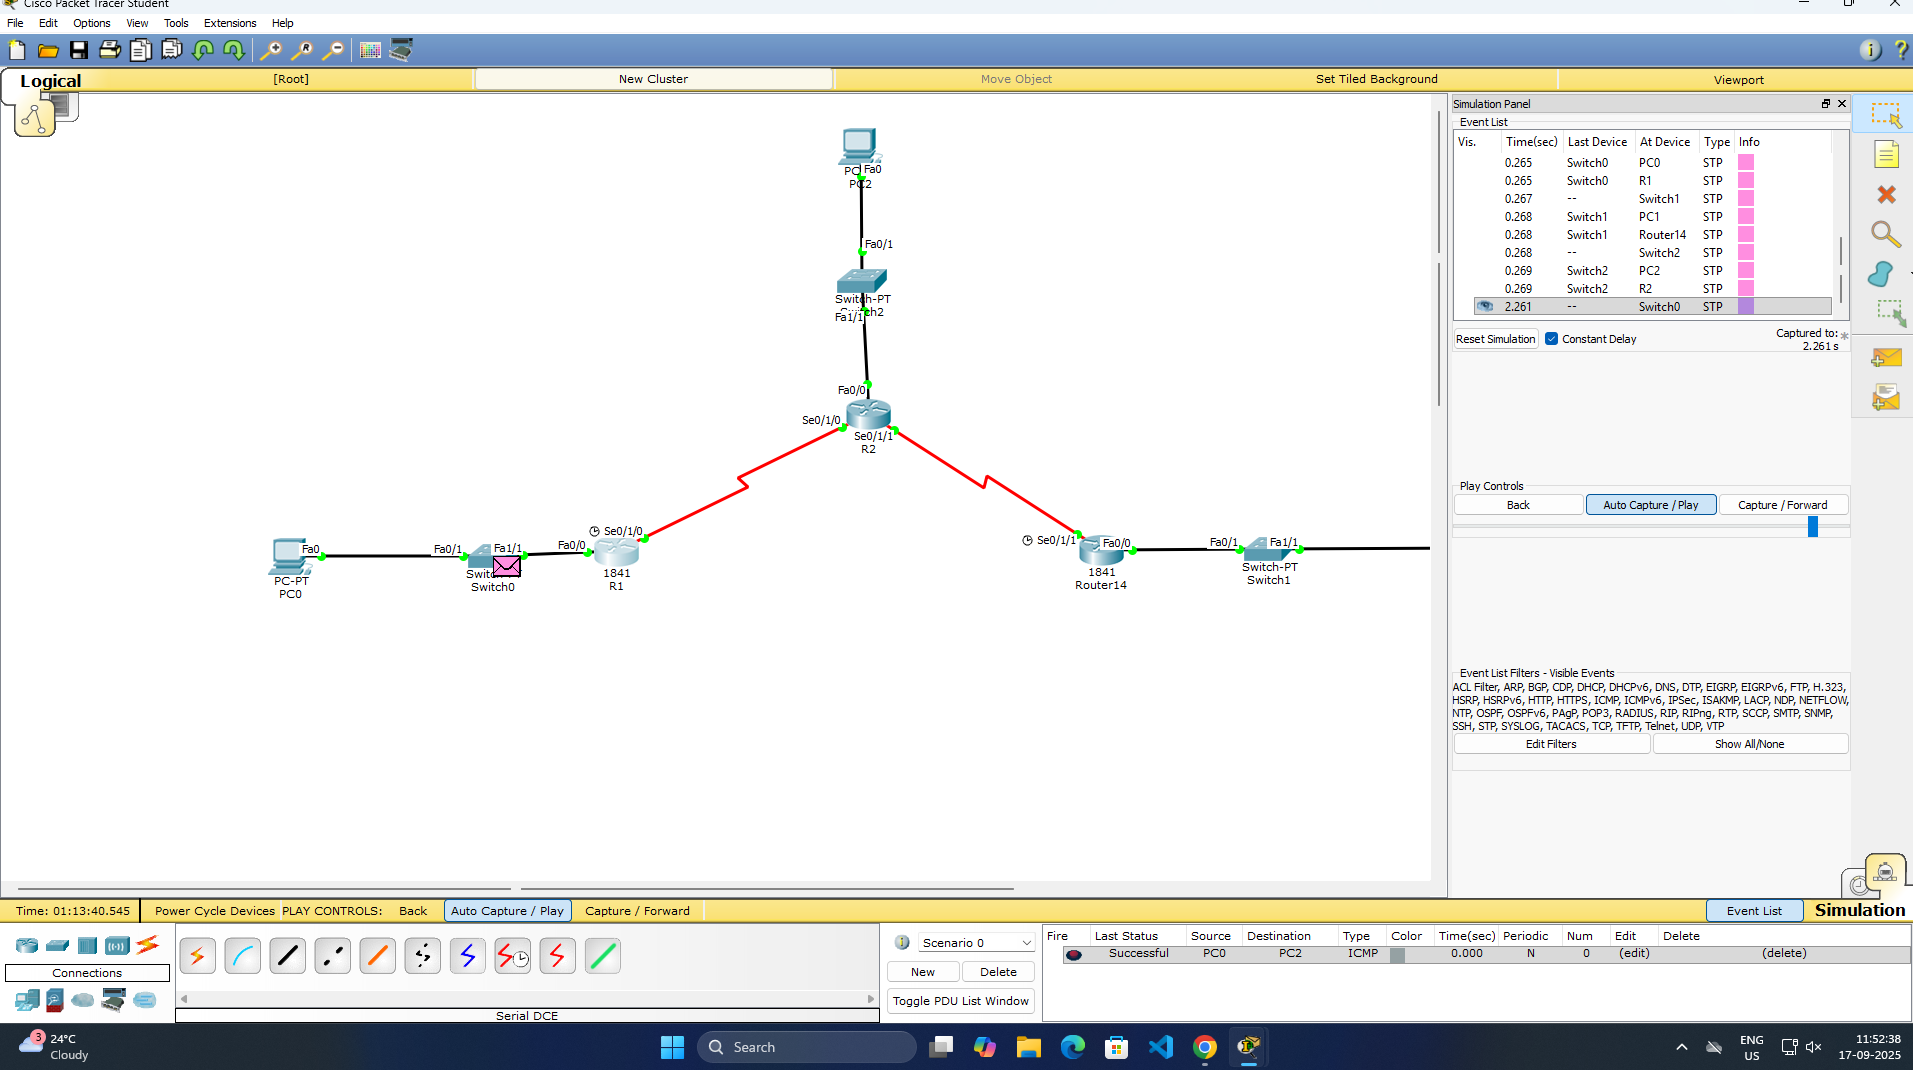 Cisco Packet Tracer Student
File Edit Options View Tools Extensions Help
Logical [Root] New Cluster Move Object Set Tiled Background Viewport
Simulation Panel
Event List
Vis. Time(sec) Last Device At Device Type Info
0.265 Switch0 PC0 STP
0.265 Switch0 R1 STP
0.267 -- Switch1 STP
0.268 Switch1 PC1 STP
0.268 Switch1 Router14 STP
0.268 -- Switch2 STP
0.269 Switch2 PC2 STP
0.269 Switch2 R2 STP
2.261 -- Switch0 STP
Reset Simulation Constant Delay Captured to: *
2.261 s
Fa0
PC2
Fa0/1
Switch-PT
Fa1/1
Fa0/0
Se0/1/0
Se0/1/1
R2
Se0/1/0
Fa0 Fa0/1 Fa1/1 Fa0/0
PC-PT
PC0
Switch0
1841
R1
Se0/1/1 Fa0/0 Fa0/1 Fa1/1
1841
Router14
Switch-PT
Switch1
Play Controls
Back Auto Capture / Play Capture / Forward
Event List Filters - Visible Events
ACL Filter, ARP, BGP, CDP, DHCP, DHCPv6, DNS, DTP, EIGRP, EIGRPv6, FTP, H.323,
HSRP, HSRPv6, HTTP, HTTPS, ICMP, ICMPv6, IPSec, ISAKMP, LACP, NDP, NETFLOW,
NTP, OSPF, OSPFv6, PAgP, POP3, RADIUS, RIP, RIPng, RTP, SCCP, SMTP, SNMP,
SSH, STP, SYSLOG, TACACS, TCP, TFTP, Telnet, UDP, VTP
Edit Filters Show All/None
Time: 01:13:40.545 Power Cycle Devices PLAY CONTROLS: Back Auto Capture / Play Capture / Forward Event List Simulation
Connections
Serial DCE
Scenario 0
New Delete
Toggle PDU List Window
Fire Last Status Source Destination Type Color Time(sec) Periodic Num Edit Delete
Successful PC0 PC2 ICMP 0.000 N 0 (edit) (delete)
3
24°C
Cloudy
Search
ENG
US
11:52:38
17-09-2025